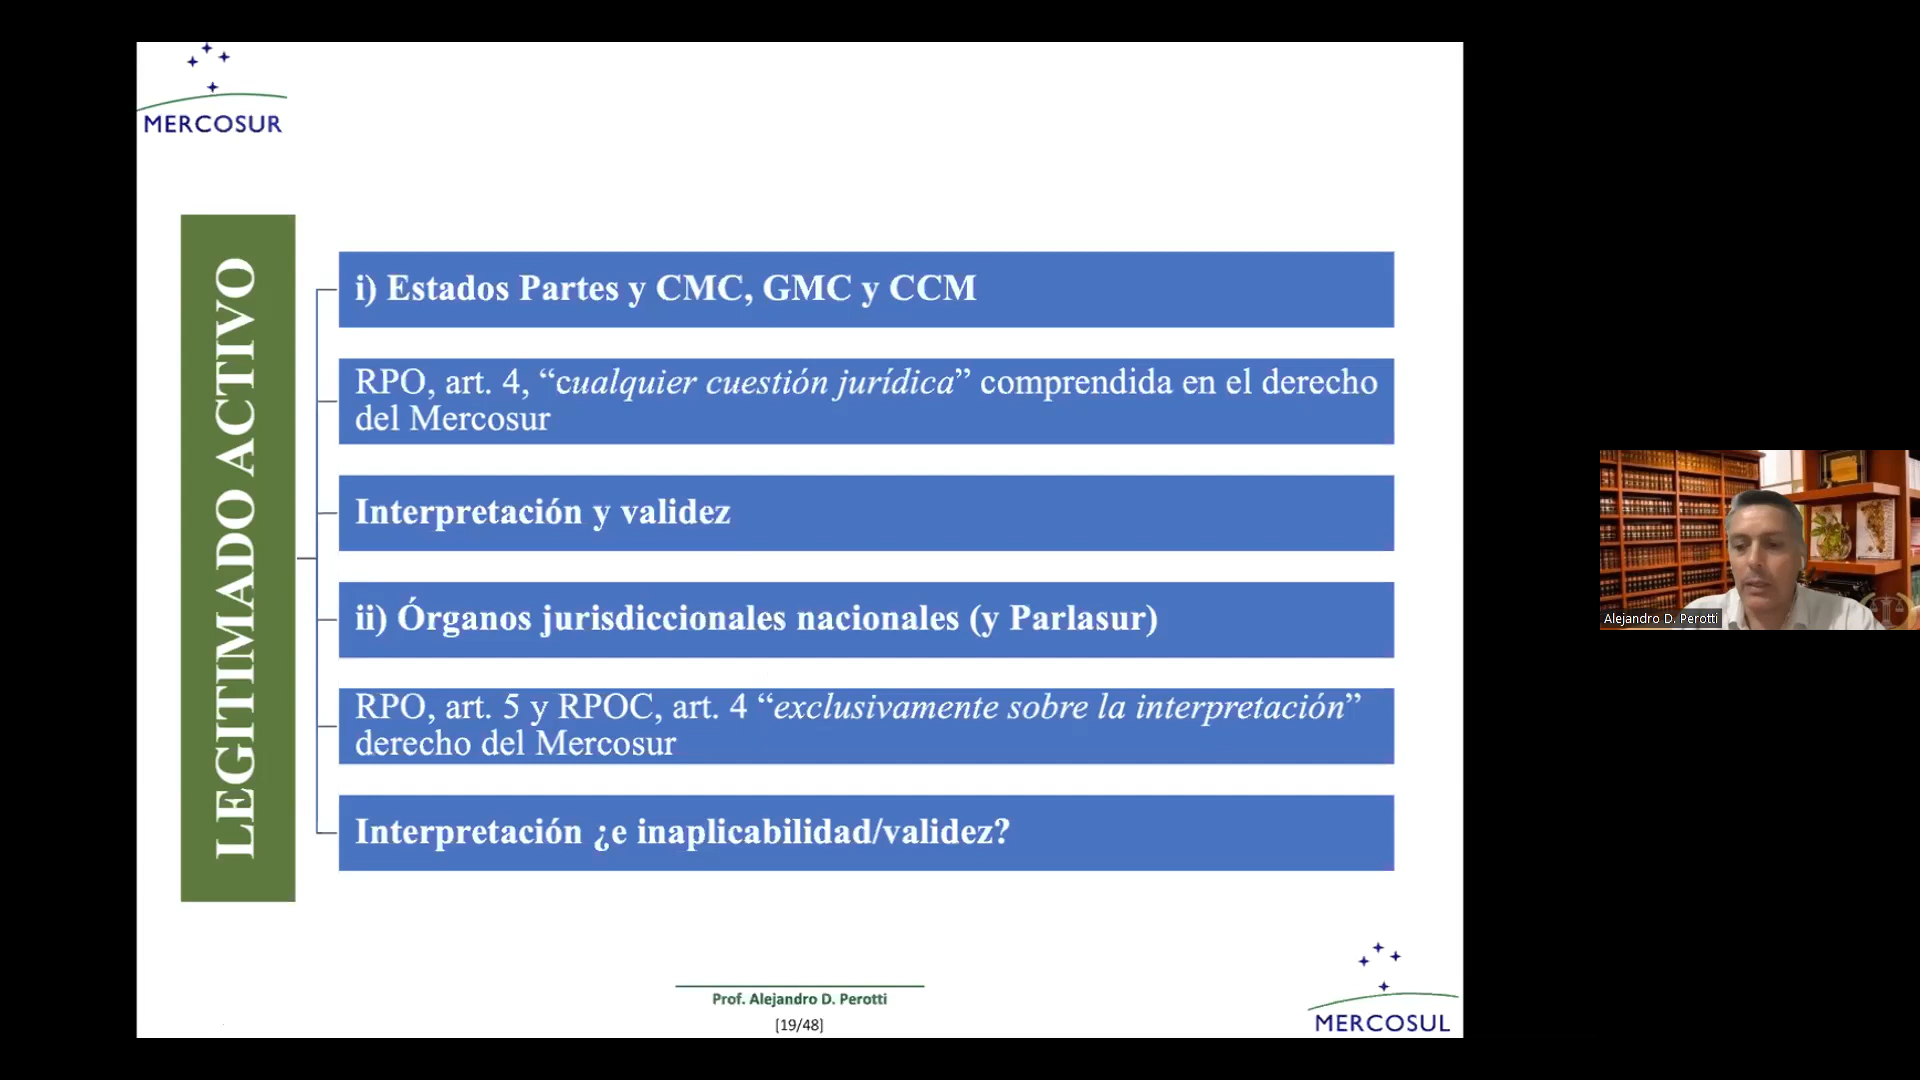 MERCOSUR
LEGITIMADO ACTIVO
i) Estados Partes y CMC, GMC y CCM
RPO, art. 4, “cualquier cuestión jurídica” comprendida en el derecho
del Mercosur
Interpretación y validez
ii) Órganos jurisdiccionales nacionales (y Parlasur)
RPO, art. 5 y RPOC, art. 4 “exclusivamente sobre la interpretación”
derecho del Mercosur
Interpretación ¿e inaplicabilidad/validez?
Prof. Alejandro D. Perotti
[19/48]
MERCOSUL
Alejandro D. Perotti